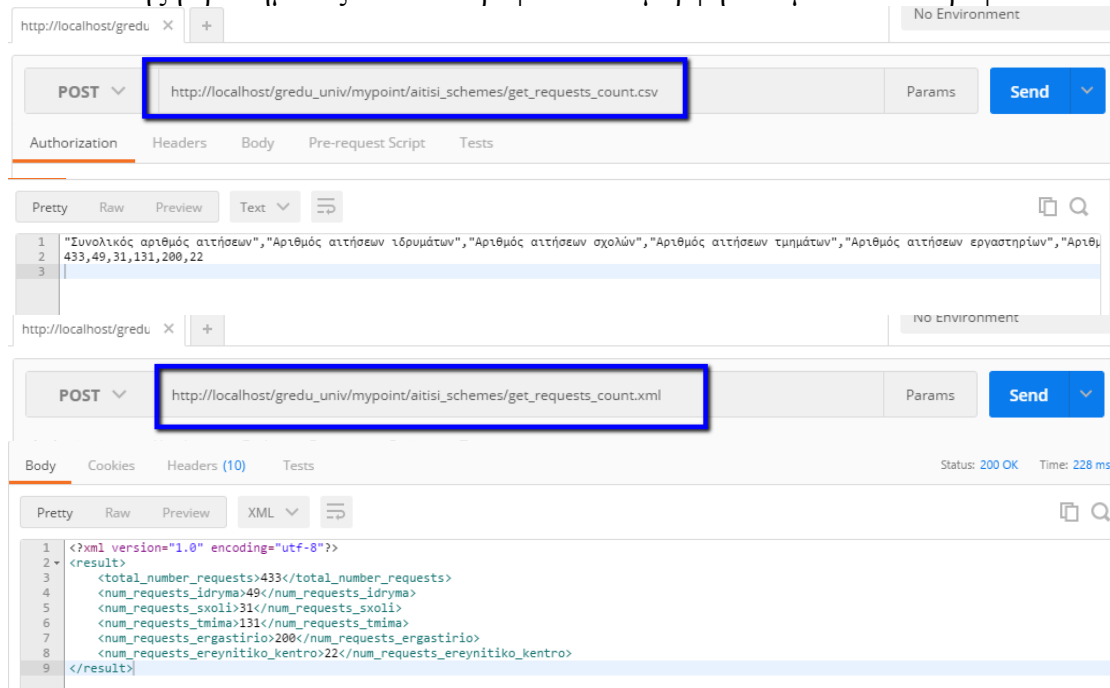 No Environment
http://localhost/gredu × +
POST http://localhost/gredu_univ/mypoint/aitisi_schemes/get_requests_count.csv Params Send
Authorization Headers Body Pre-request Script Tests
Pretty Raw Preview Text
1 "Συνολικός αριθμός αιτήσεων","Αριθμός αιτήσεων ιδρυμάτων","Αριθμός αιτήσεων σχολών","Αριθμός αιτήσεων τμημάτων","Αριθμός αιτήσεων εργαστηρίων","Αριθμ
2 433,49,31,131,200,22
3
http://localhost/gredu × + No Environment
POST http://localhost/gredu_univ/mypoint/aitisi_schemes/get_requests_count.xml Params Send
Body Cookies Headers (10) Tests Status: 200 OK Time: 228 ms
Pretty Raw Preview XML
1 <?xml version="1.0" encoding="utf-8"?>
2 <result>
3 <total_number_requests>433</total_number_requests>
4 <num_requests_idryma>49</num_requests_idryma>
5 <num_requests_sxoli>31</num_requests_sxoli>
6 <num_requests_tmima>131</num_requests_tmima>
7 <num_requests_ergastirio>200</num_requests_ergastirio>
8 <num_requests_ereynitiko_kentro>22</num_requests_ereynitiko_kentro>
9 </result>